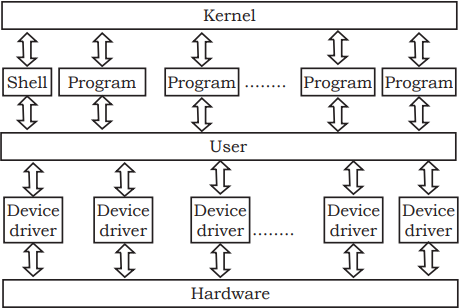 Kernel
Shell Program Program ........ Program Program
User
Device driver Device driver Device driver ........ Device driver Device driver
Hardware